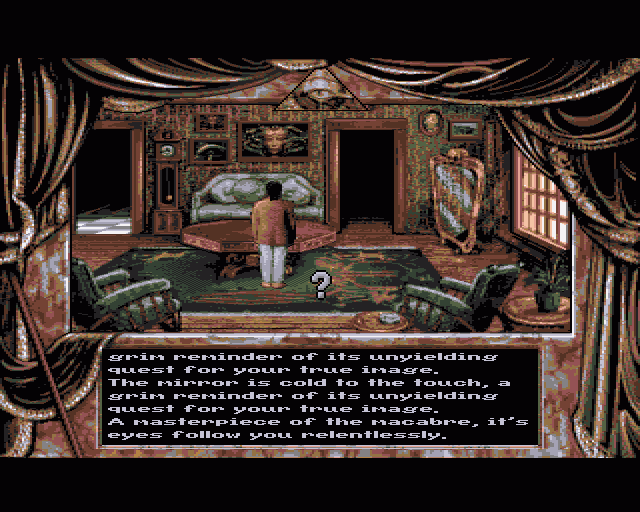 grim reminder of its unyielding
quest for your true image.
The mirror is cold to the touch, a
grim reminder of its unyielding
quest for your true image.
A masterpiece of the macabre, it's
eyes follow you relentlessly.
?